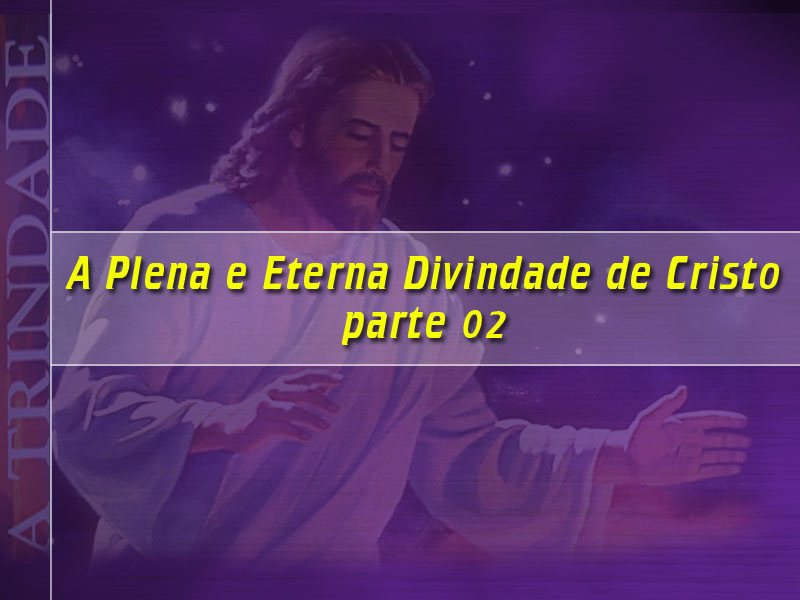 A TRINDADE
A Plena e Eterna Divindade de Cristo
parte 02